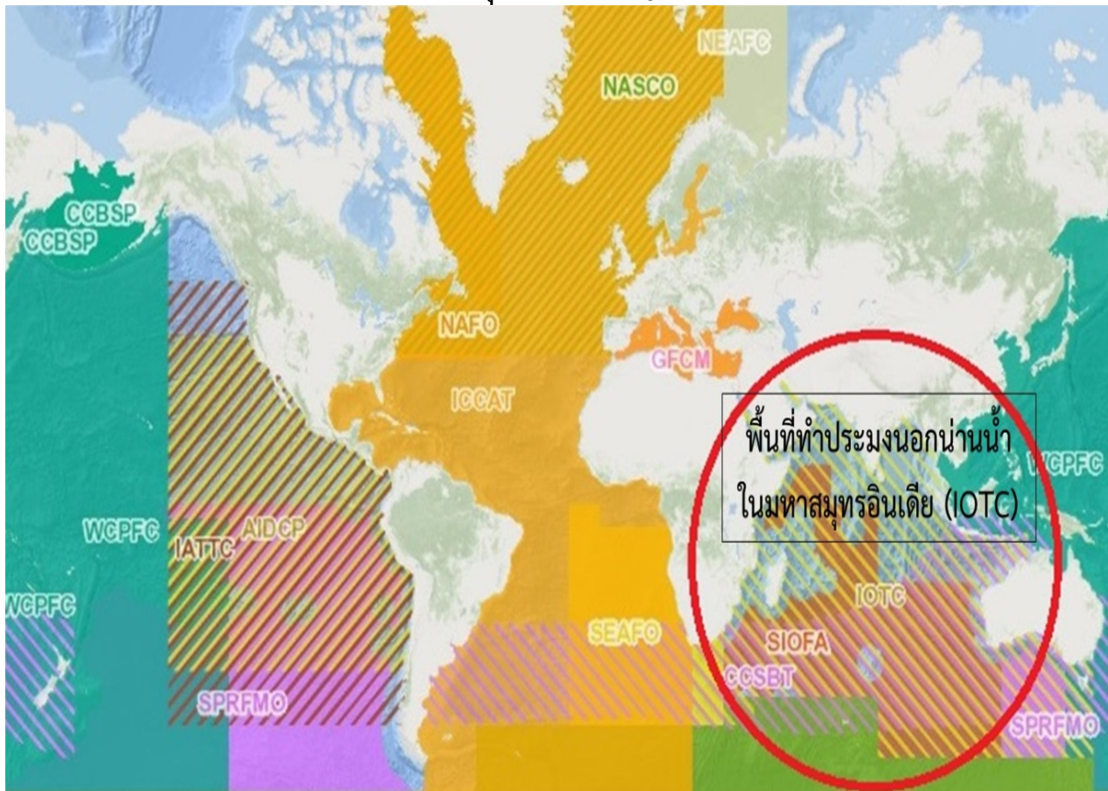 NEAFC
NASCO
CCBSP
CCBSP
NAFO
GFCM
ICCAT
พื้นที่ทำประมงนอกน่านน้ำ
ในมหาสมุทรอินเดีย (IOTC)
WCPFC
WCPFC
AIDCP
IATTC
WCPFC
IOTC
SEAFO
SIOFA
CCSBT
SPRFMO
SPRFMO